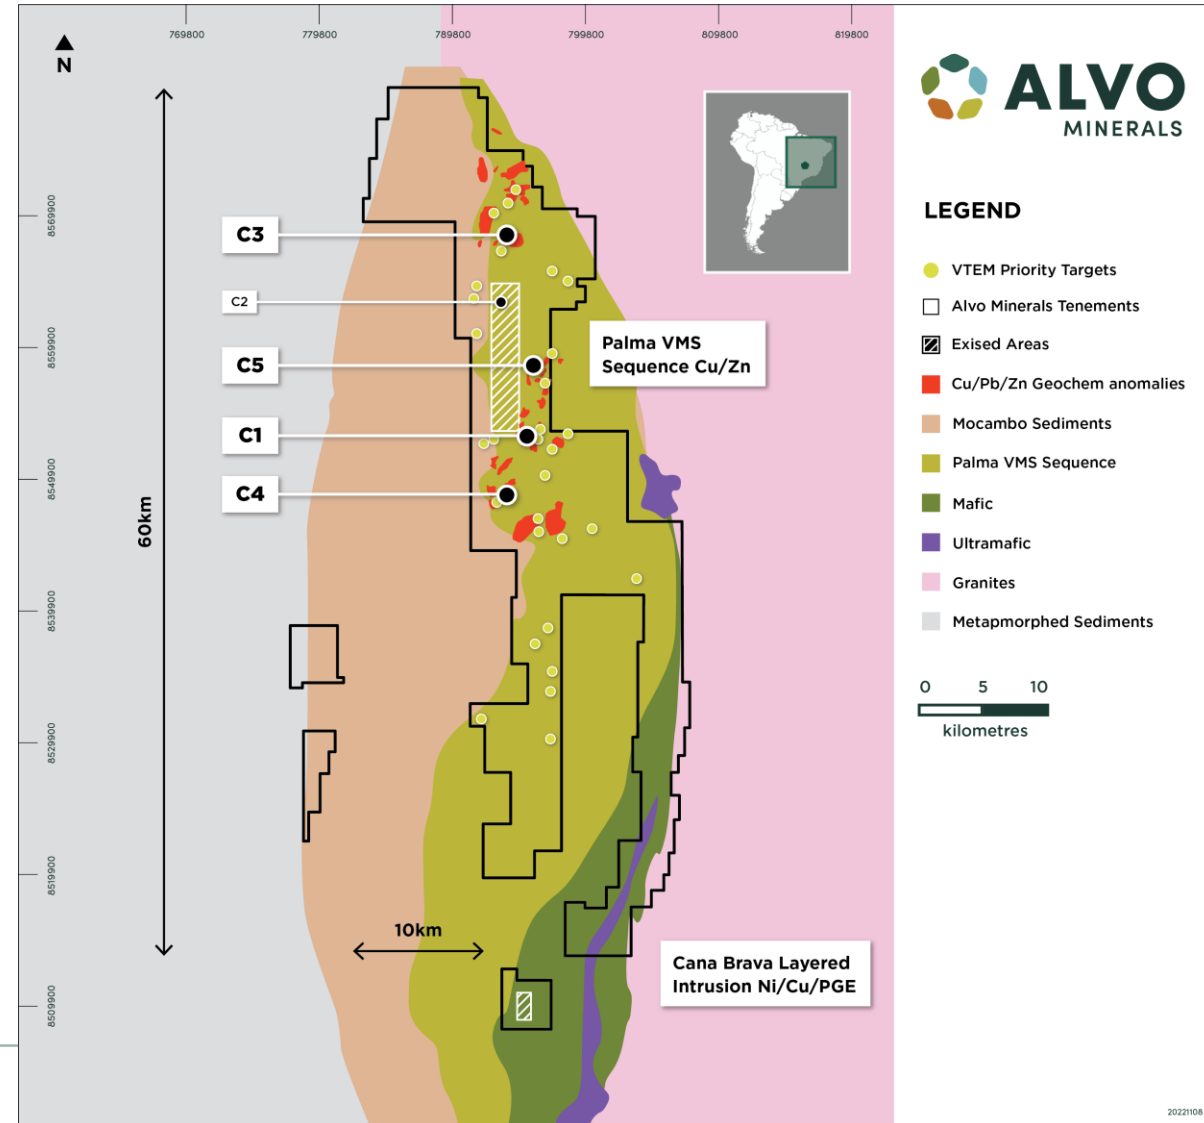 769800 779800 789800 799800 809800 819800
N
8569900
8559900
8549900
8539900
8529900
8519900
8509900
60km
10km
C3
C2
C5
C1
C4
Palma VMS
Sequence Cu/Zn
Cana Brava Layered
Intrusion Ni/Cu/PGE
ALVO
MINERALS
LEGEND
VTEM Priority Targets
Alvo Minerals Tenements
Exised Areas
Cu/Pb/Zn Geochem anomalies
Mocambo Sediments
Palma VMS Sequence
Mafic
Ultramafic
Granites
Metapmorphed Sediments
0 5 10
kilometres
20221108